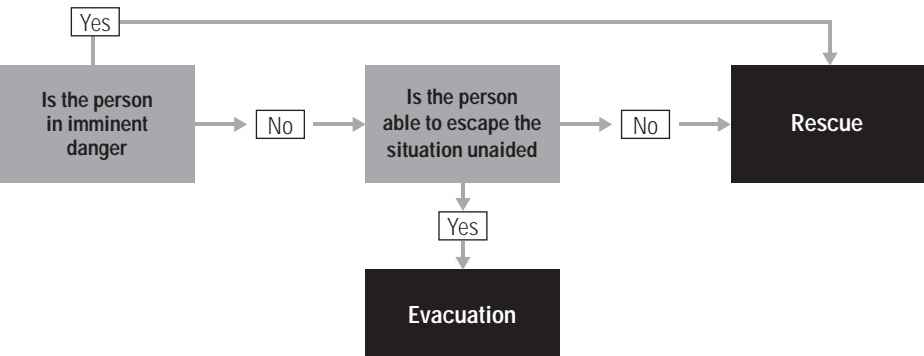 Yes
Is the person
in imminent
danger
No
Is the person
able to escape the
situation unaided
No
Rescue
Yes
Evacuation